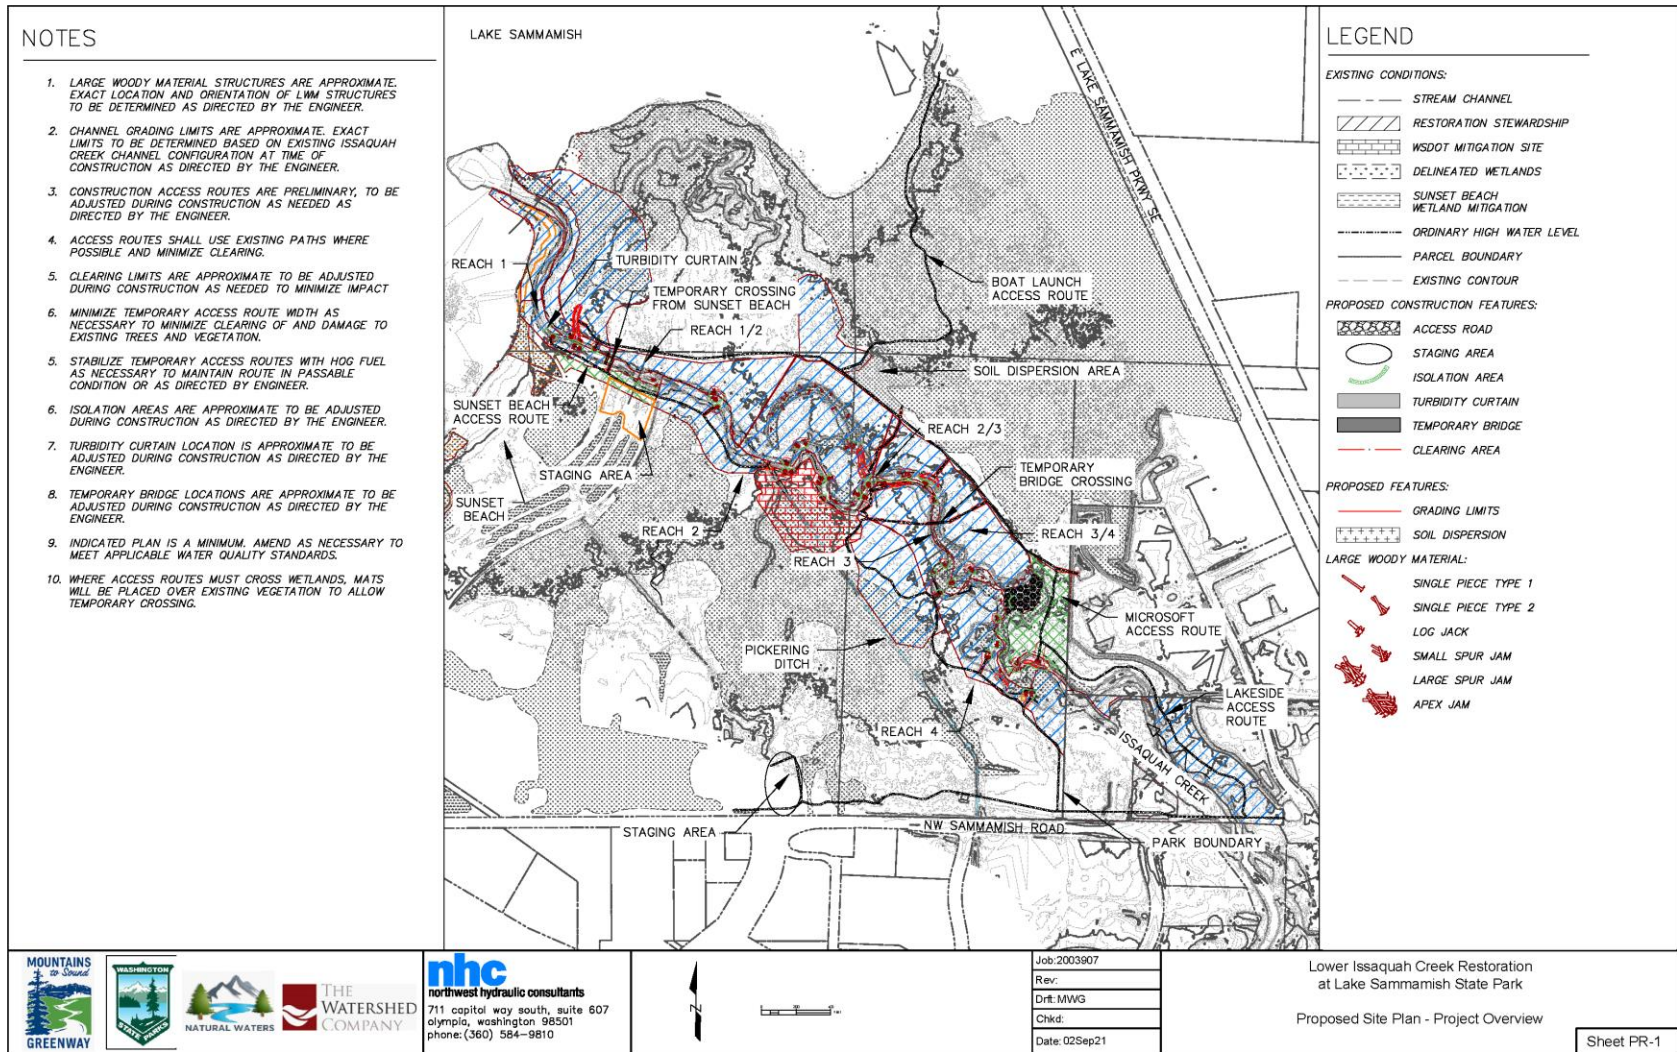 NOTES
1. LARGE WOODY MATERIAL STRUCTURES ARE APPROXIMATE.
EXACT LOCATION AND ORIENTATION OF LWM STRUCTURES
TO BE DETERMINED AS DIRECTED BY THE ENGINEER.
2. CHANNEL GRADING LIMITS ARE APPROXIMATE. EXACT
LIMITS TO BE DETERMINED BASED ON EXISTING ISSAQUAH
CREEK CHANNEL CONFIGURATION AT TIME OF
CONSTRUCTION AS DIRECTED BY THE ENGINEER.
3. CONSTRUCTION ACCESS ROUTES ARE PRELIMINARY, TO BE
ADJUSTED DURING CONSTRUCTION AS NEEDED AS
DIRECTED BY THE ENGINEER.
4. ACCESS ROUTES SHALL USE EXISTING PATHS WHERE
POSSIBLE AND MINIMIZE CLEARING.
5. CLEARING LIMITS ARE APPROXIMATE TO BE ADJUSTED
DURING CONSTRUCTION AS NEEDED TO MINIMIZE IMPACT
6. MINIMIZE TEMPORARY ACCESS ROUTE WIDTH AS
NECESSARY TO MINIMIZE CLEARING OF AND DAMAGE TO
EXISTING TREES AND VEGETATION.
5. STABILIZE TEMPORARY ACCESS ROUTES WITH HOG FUEL
AS NECESSARY TO MAINTAIN ROUTE IN PASSABLE
CONDITION OR AS DIRECTED BY ENGINEER.
6. ISOLATION AREAS ARE APPROXIMATE TO BE ADJUSTED
DURING CONSTRUCTION AS DIRECTED BY THE ENGINEER.
7. TURBIDITY CURTAIN LOCATION IS APPROXIMATE TO BE
ADJUSTED DURING CONSTRUCTION AS DIRECTED BY THE
ENGINEER.
8. TEMPORARY BRIDGE LOCATIONS ARE APPROXIMATE TO BE
ADJUSTED DURING CONSTRUCTION AS DIRECTED BY THE
ENGINEER.
9. INDICATED PLAN IS A MINIMUM. AMEND AS NECESSARY TO
MEET APPLICABLE WATER QUALITY STANDARDS.
10. WHERE ACCESS ROUTES MUST CROSS WETLANDS, MATS
WILL BE PLACED OVER EXISTING VEGETATION TO ALLOW
TEMPORARY CROSSING.
LAKE SAMMAMISH
E LAKE SAMMAMISH PRKWY SE
REACH 1
TURBIDITY CURTAIN
TEMPORARY CROSSING
FROM SUNSET BEACH
REACH 1/2
BOAT LAUNCH
ACCESS ROUTE
SOIL DISPERSION AREA
SUNSET BEACH
ACCESS ROUTE
REACH 2/3
STAGING AREA
TEMPORARY
BRIDGE CROSSING
SUNSET
BEACH
REACH 2
REACH 3/4
REACH 3
MICROSOFT
ACCESS ROUTE
PICKERING
DITCH
LAKESIDE
ACCESS
ROUTE
REACH 4
ISSAQUAH CREEK
STAGING AREA
NW SAMMAMISH ROAD
PARK BOUNDARY
LEGEND
EXISTING CONDITIONS:
STREAM CHANNEL
RESTORATION STEWARDSHIP
WSDOT MITIGATION SITE
DELINEATED WETLANDS
SUNSET BEACH
WETLAND MITIGATION
ORDINARY HIGH WATER LEVEL
PARCEL BOUNDARY
EXISTING CONTOUR
PROPOSED CONSTRUCTION FEATURES:
ACCESS ROAD
STAGING AREA
ISOLATION AREA
TURBIDITY CURTAIN
TEMPORARY BRIDGE
CLEARING AREA
PROPOSED FEATURES:
GRADING LIMITS
SOIL DISPERSION
LARGE WOODY MATERIAL:
SINGLE PIECE TYPE 1
SINGLE PIECE TYPE 2
LOG JACK
SMALL SPUR JAM
LARGE SPUR JAM
APEX JAM
MOUNTAINS
to Sound
GREENWAY
WASHINGTON
STATE PARKS
NATURAL WATERS
THE
WATERSHED
COMPANY
nhc
northwest hydraulic consultants
711 capitol way south, suite 607
olympia, washington 98501
phone:(360) 584-9810
N
Job:2003907
Rev:
Drft: MWG
Chkd:
Date: 02Sep21
Lower Issaquah Creek Restoration
at Lake Sammamish State Park
Proposed Site Plan - Project Overview
Sheet PR-1